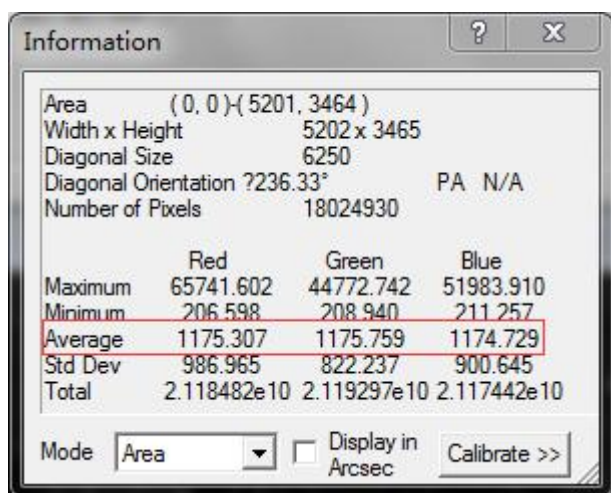 Information
Area (0, 0)-( 5201, 3464 )
Width x Height 5202 x 3465
Diagonal Size 6250
Diagonal Orientation ?236.33° PA N/A
Number of Pixels 18024930
Red Green Blue
Maximum 65741.602 44772.742 51983.910
Minimum 206.598 208.940 211.257
Average 1175.307 1175.759 1174.729
Std Dev 986.965 822.237 900.645
Total 2.118482e10 2.119297e10 2.117442e10
Mode Area Display in Arcsec Calibrate >>